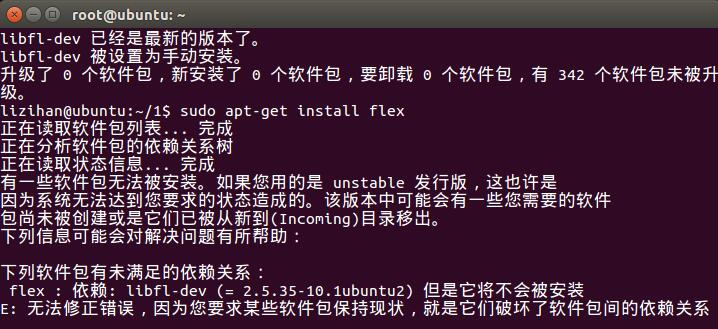 root@ubuntu: ~
libfl-dev 已经是最新的版本了。
libfl-dev 被设置为手动安装。
升级了 0 个软件包，新安装了 0 个软件包，要卸载 0 个软件包，有 342 个软件包未被升
级。
lizihan@ubuntu:~/1$ sudo apt-get install flex
正在读取软件包列表... 完成
正在分析软件包的依赖关系树
正在读取状态信息... 完成
有一些软件包无法被安装。如果您用的是 unstable 发行版，这也许是
因为系统无法达到您要求的状态造成的。该版本中可能会有一些您需要的软件
包尚未被创建或是它们已被从新到(Incoming)目录移出。
下列信息可能会对解决问题有所帮助：
下列软件包有未满足的依赖关系：
flex : 依赖: libfl-dev (= 2.5.35-10.1ubuntu2) 但是它将不会被安装
E: 无法修正错误，因为您要求某些软件包保持现状，就是它们破坏了软件包间的依赖关系